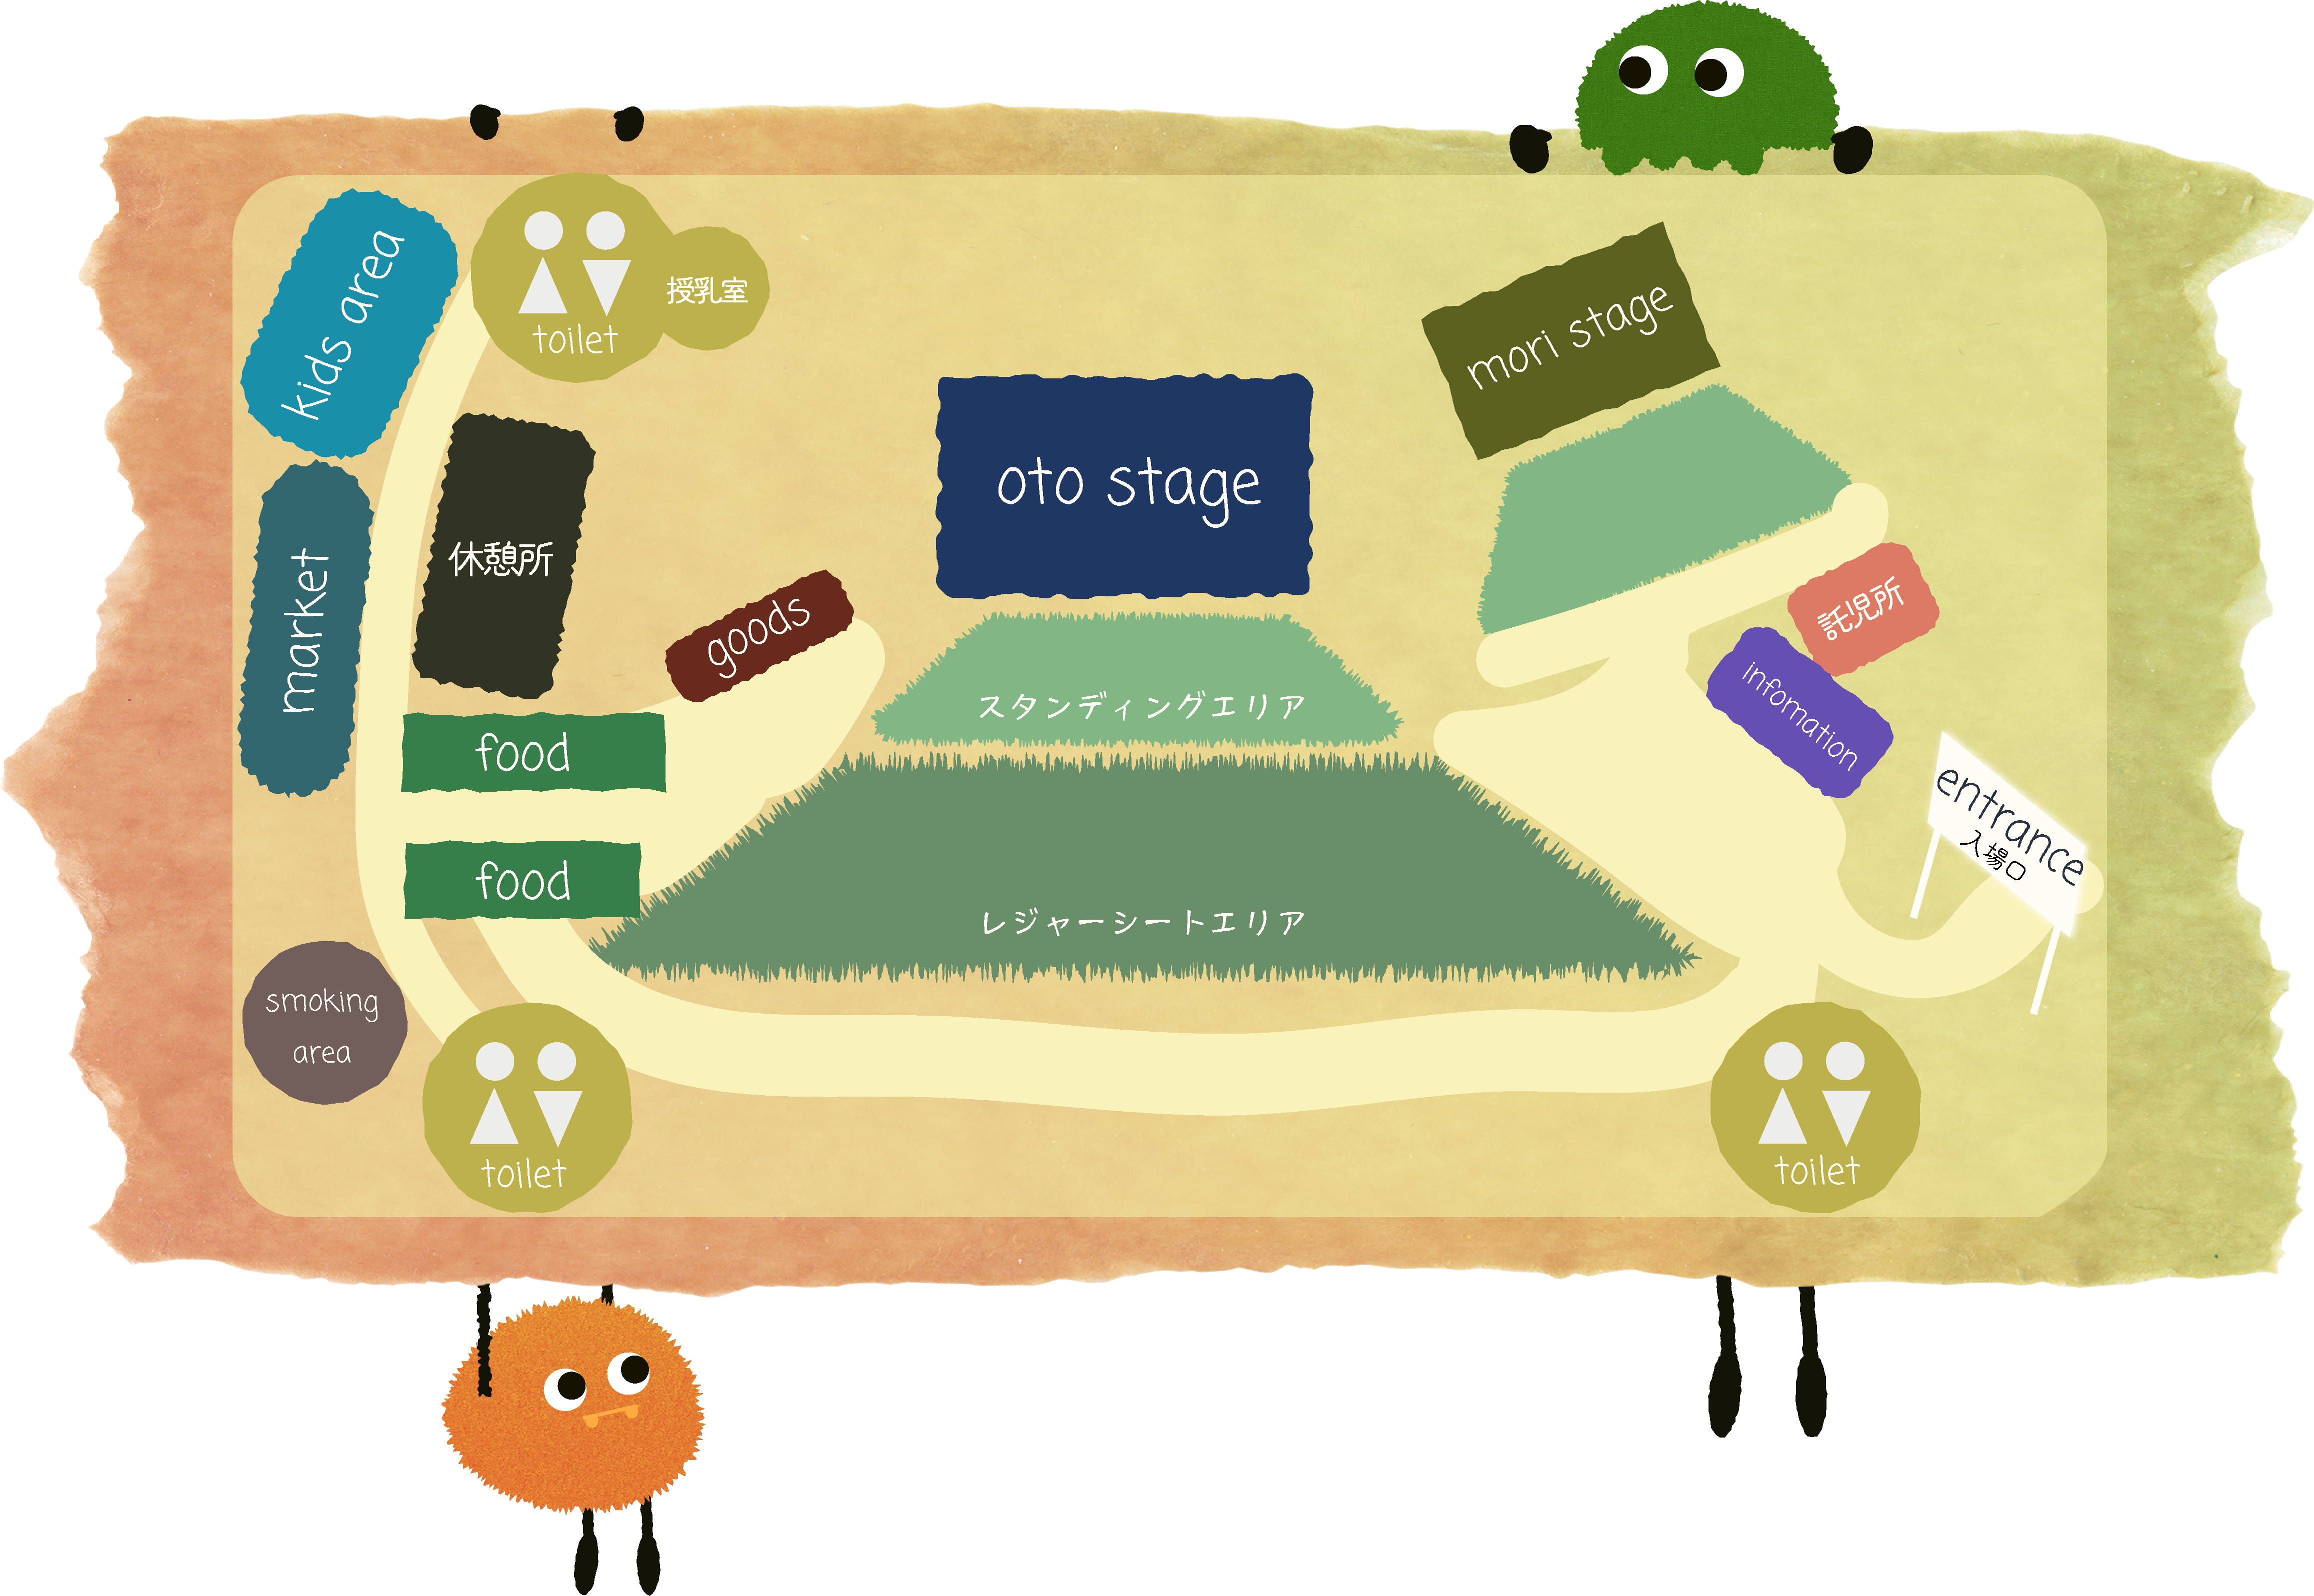 kids area
toilet
授乳室
mori stage
oto stage
休憩所
market
goods
託児所
infomation
スタンディングエリア
food
entrance
入場口
food
レジャーシートエリア
smoking
area
toilet
toilet